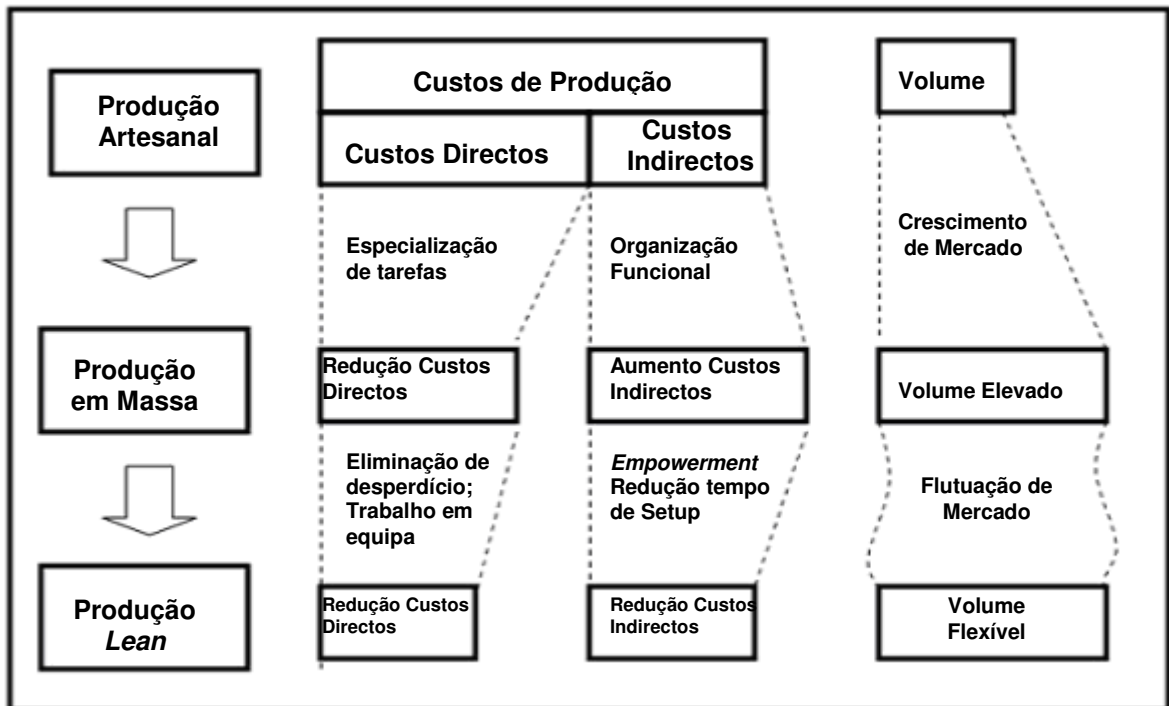 Produção
Artesanal
Custos de Produção
Custos Directos
Custos
Indirectos
Volume
Especialização
de tarefas
Organização
Funcional
Crescimento
de Mercado
Produção
em Massa
Redução Custos
Directos
Aumento Custos
Indirectos
Volume Elevado
Eliminação de
desperdício;
Trabalho em
equipa
Empowerment
Redução tempo
de Setup
Flutuação de
Mercado
Produção
Lean
Redução Custos
Directos
Redução Custos
Indirectos
Volume
Flexível